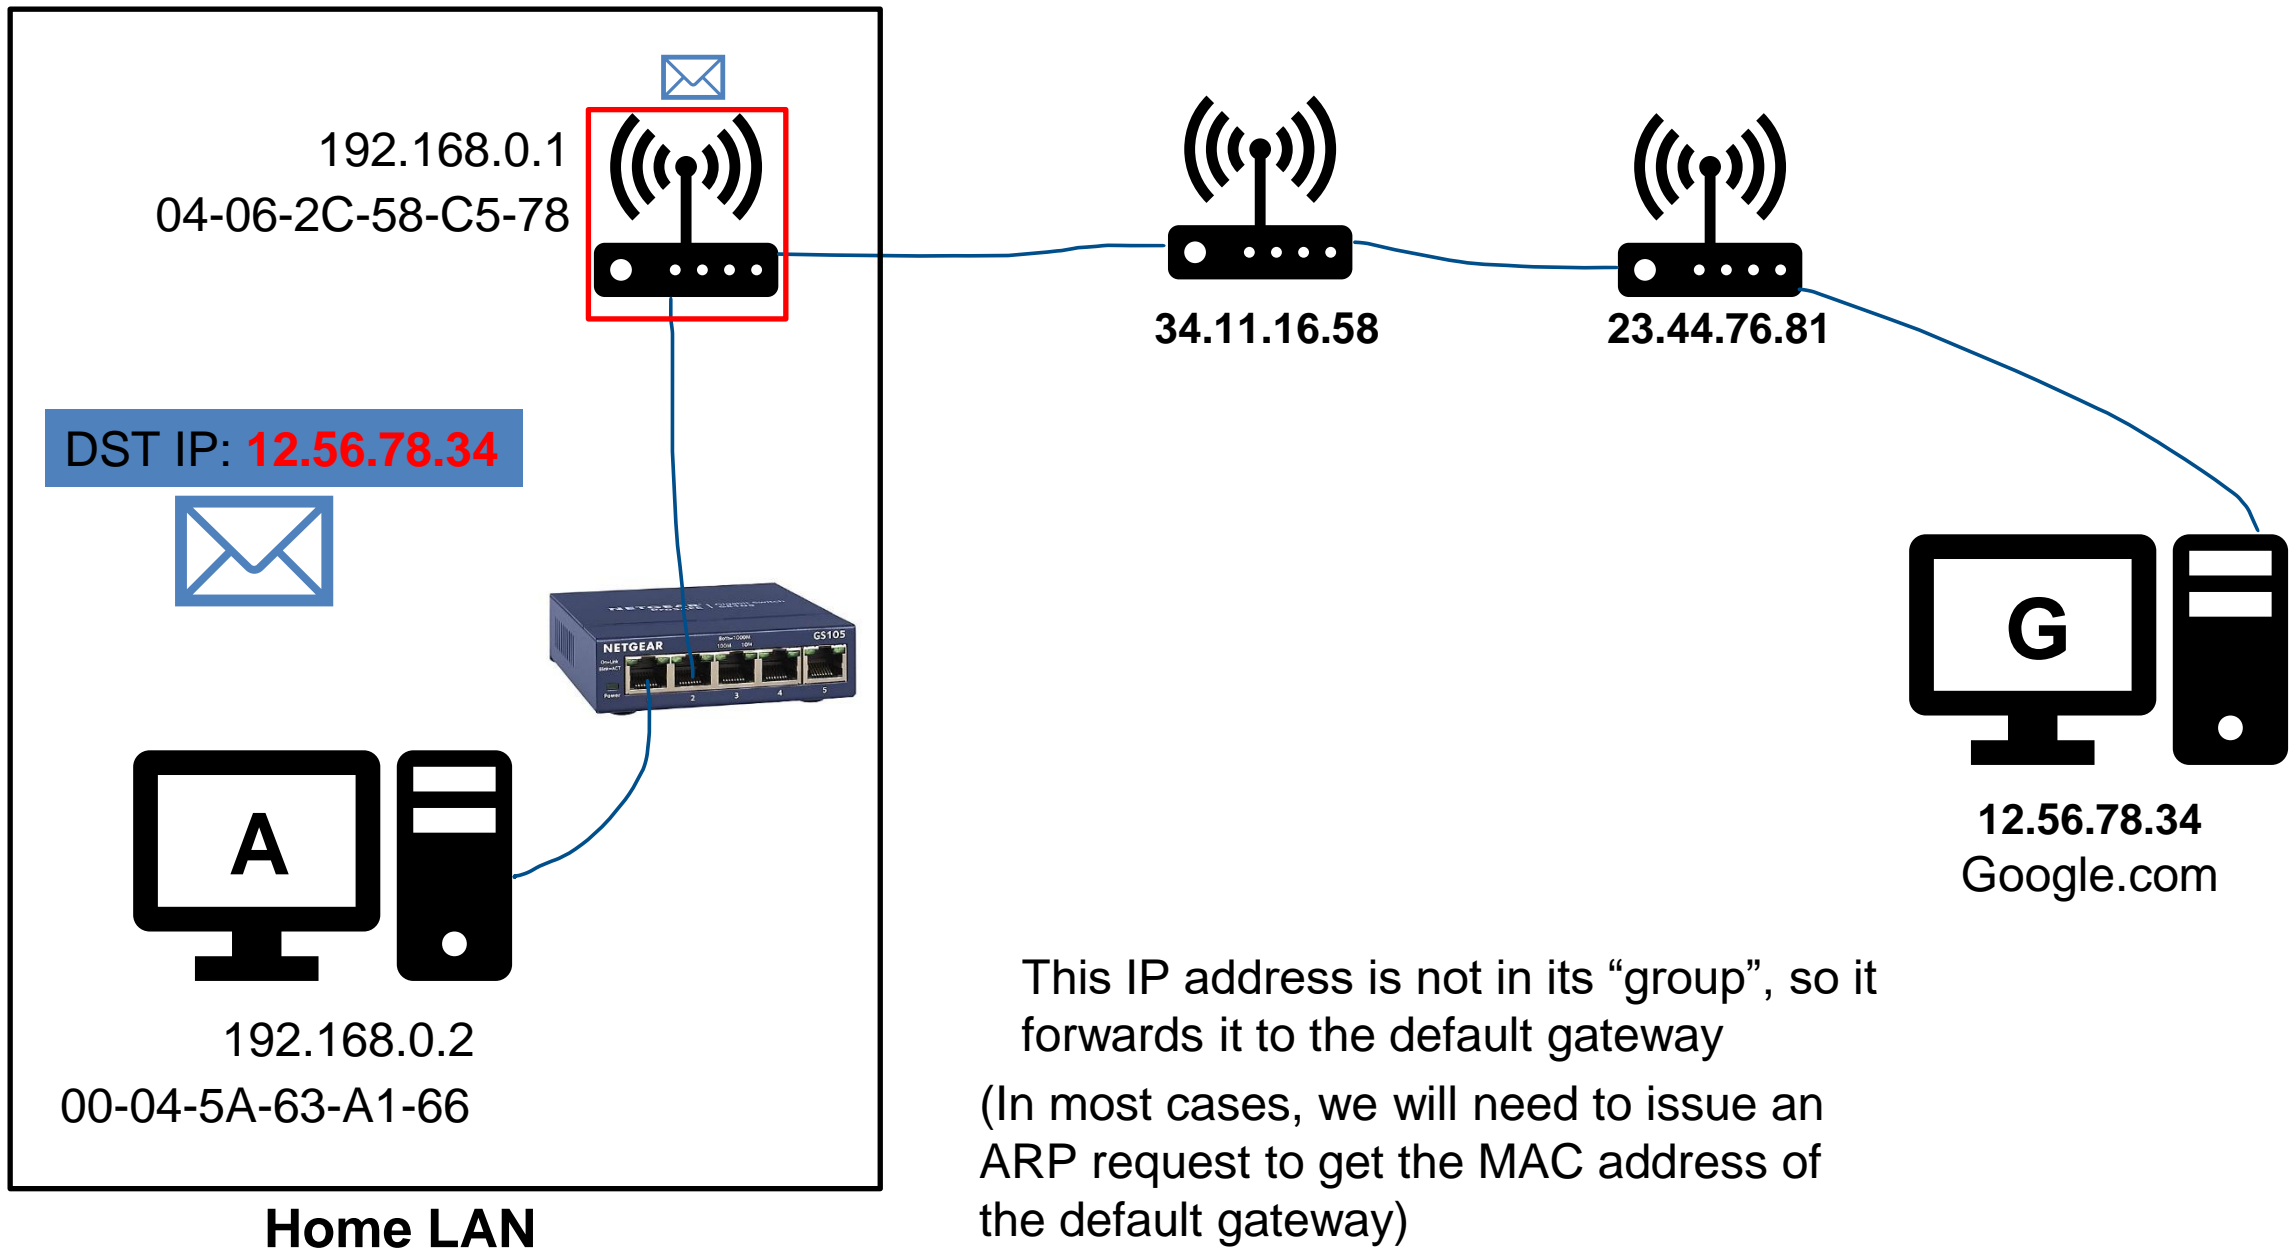 192.168.0.1
04-06-2C-58-C5-78
34.11.16.58
23.44.76.81
DST IP: 12.56.78.34
NETGEAR
GS105
2
3
4
5
G
A
12.56.78.34
Google.com
192.168.0.2
00-04-5A-63-A1-66
This IP address is not in its “group”, so it
forwards it to the default gateway
(In most cases, we will need to issue an
ARP request to get the MAC address of
the default gateway)
Home LAN